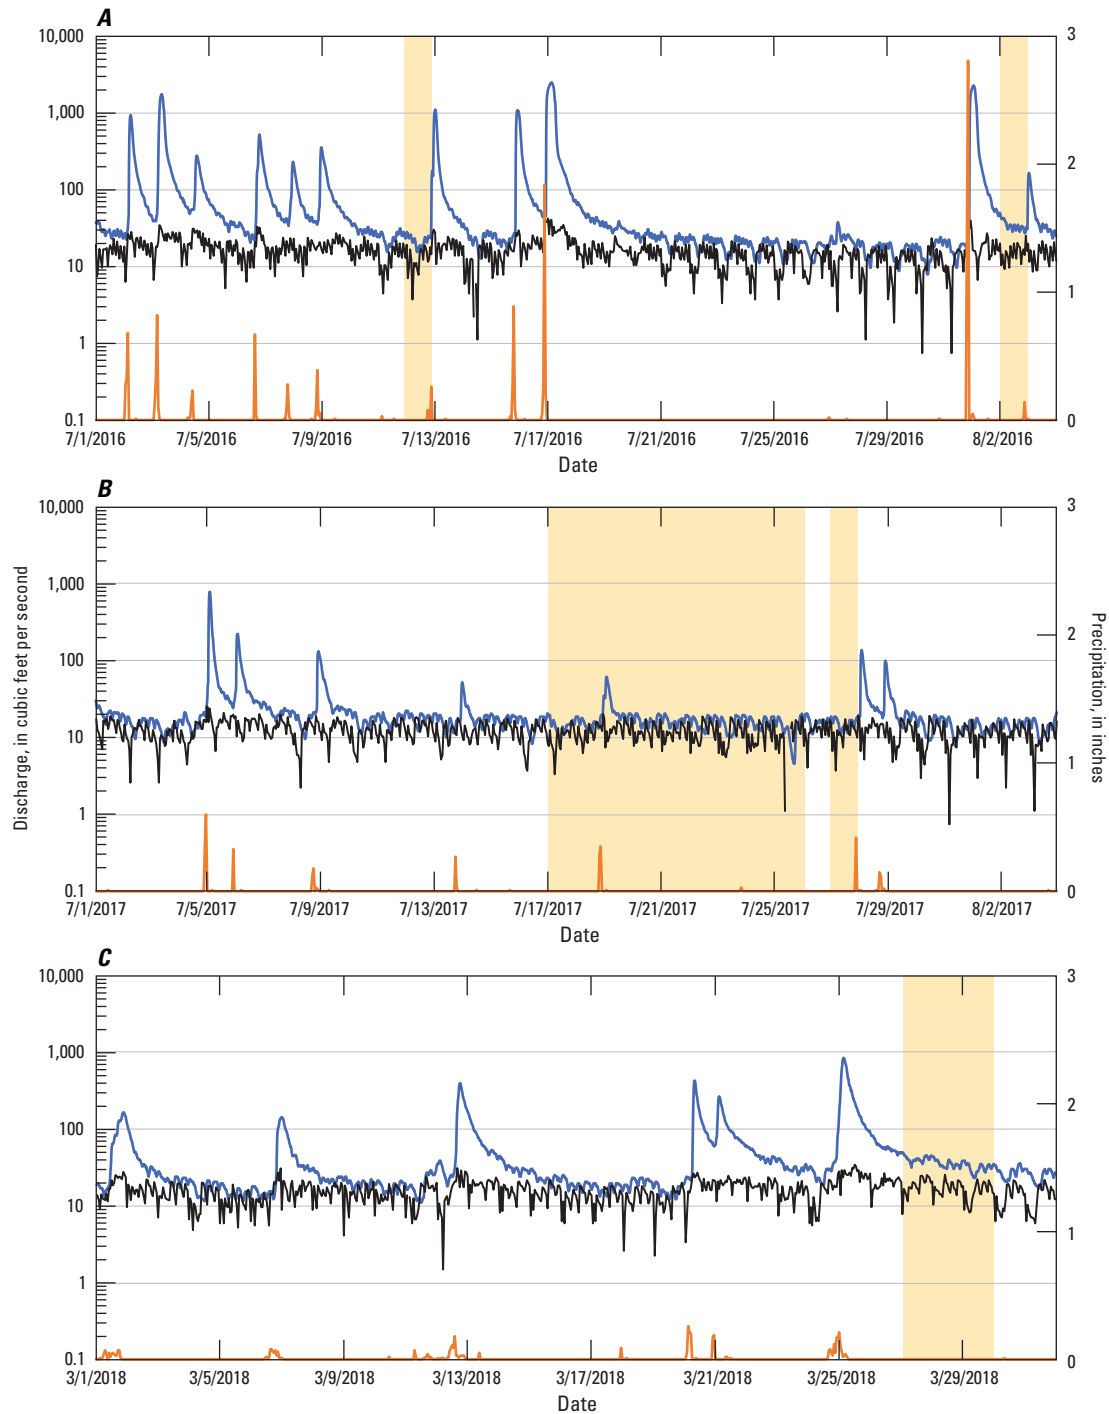 A
10,000
1,000
100
10
1
0.1
3
2
1
0
7/1/2016 7/5/2016 7/9/2016 7/13/2016 7/17/2016 7/21/2016 7/25/2016 7/29/2016 8/2/2016
Date
B
Discharge, in cubic feet per second
10,000
1,000
100
10
1
0.1
3
2
1
0
Precipitation, in inches
7/1/2017 7/5/2017 7/9/2017 7/13/2017 7/17/2017 7/21/2017 7/25/2017 7/29/2017 8/2/2017
Date
C
10,000
1,000
100
10
1
0.1
3
2
1
0
3/1/2018 3/5/2018 3/9/2018 3/13/2018 3/17/2018 3/21/2018 3/25/2018 3/29/2018
Date